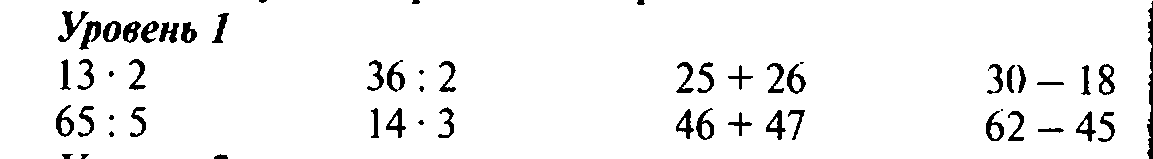 Уровень 1
13 · 2 36 : 2 25 + 26 30 – 18
65 : 5 14 · 3 46 + 47 62 – 45